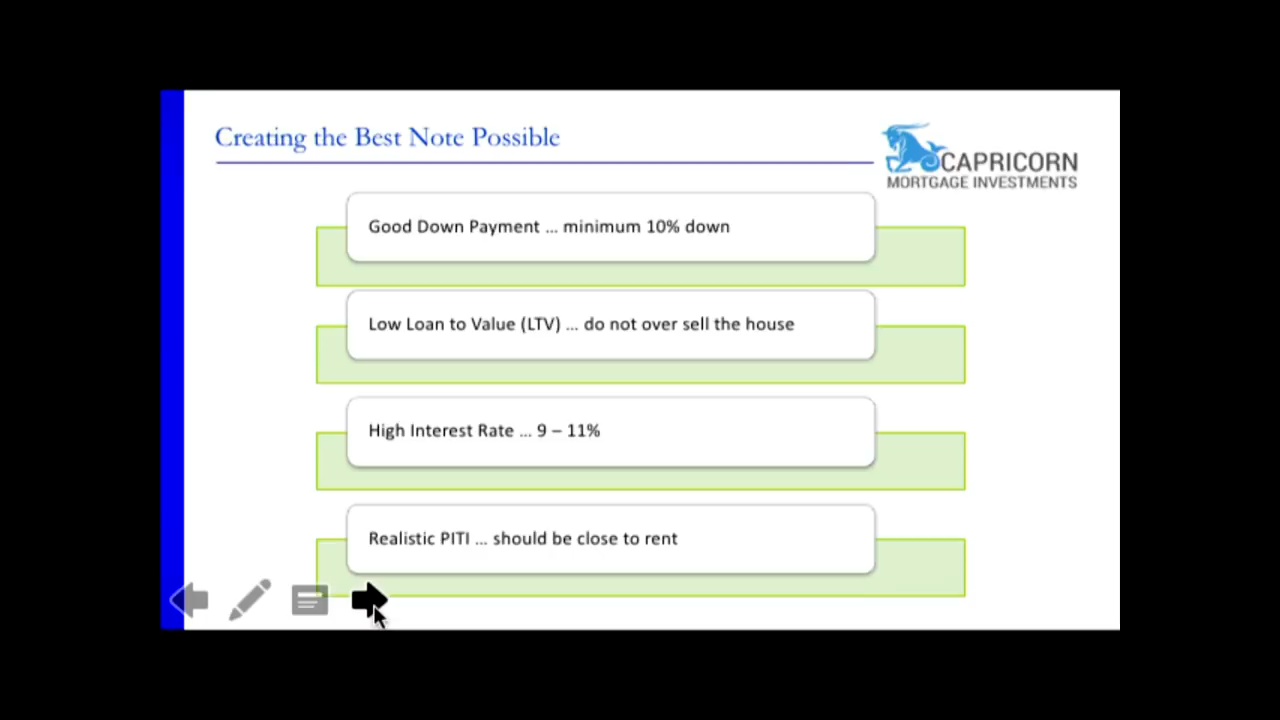 Creating the Best Note Possible
CAPRICORN
MORTGAGE INVESTMENTS
Good Down Payment ... minimum 10% down
Low Loan to Value (LTV) ... do not over sell the house
High Interest Rate ... 9 – 11%
Realistic PITI ... should be close to rent